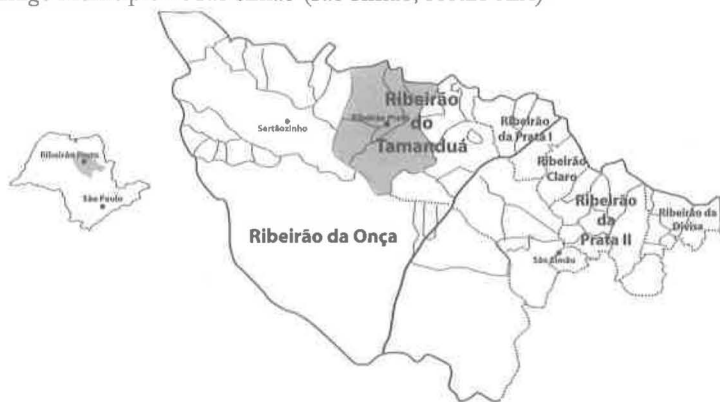 Ribeirão Preto
São Paulo
Sertãozinho
Ribeirão Preto
Ribeirão
do
Tamanduá
Ribeirão
da Prata I
Ribeirão
Claro
Ribeirão
da
Prata II
Ribeirão da
Divisa
São Simão
Ribeirão da Onça